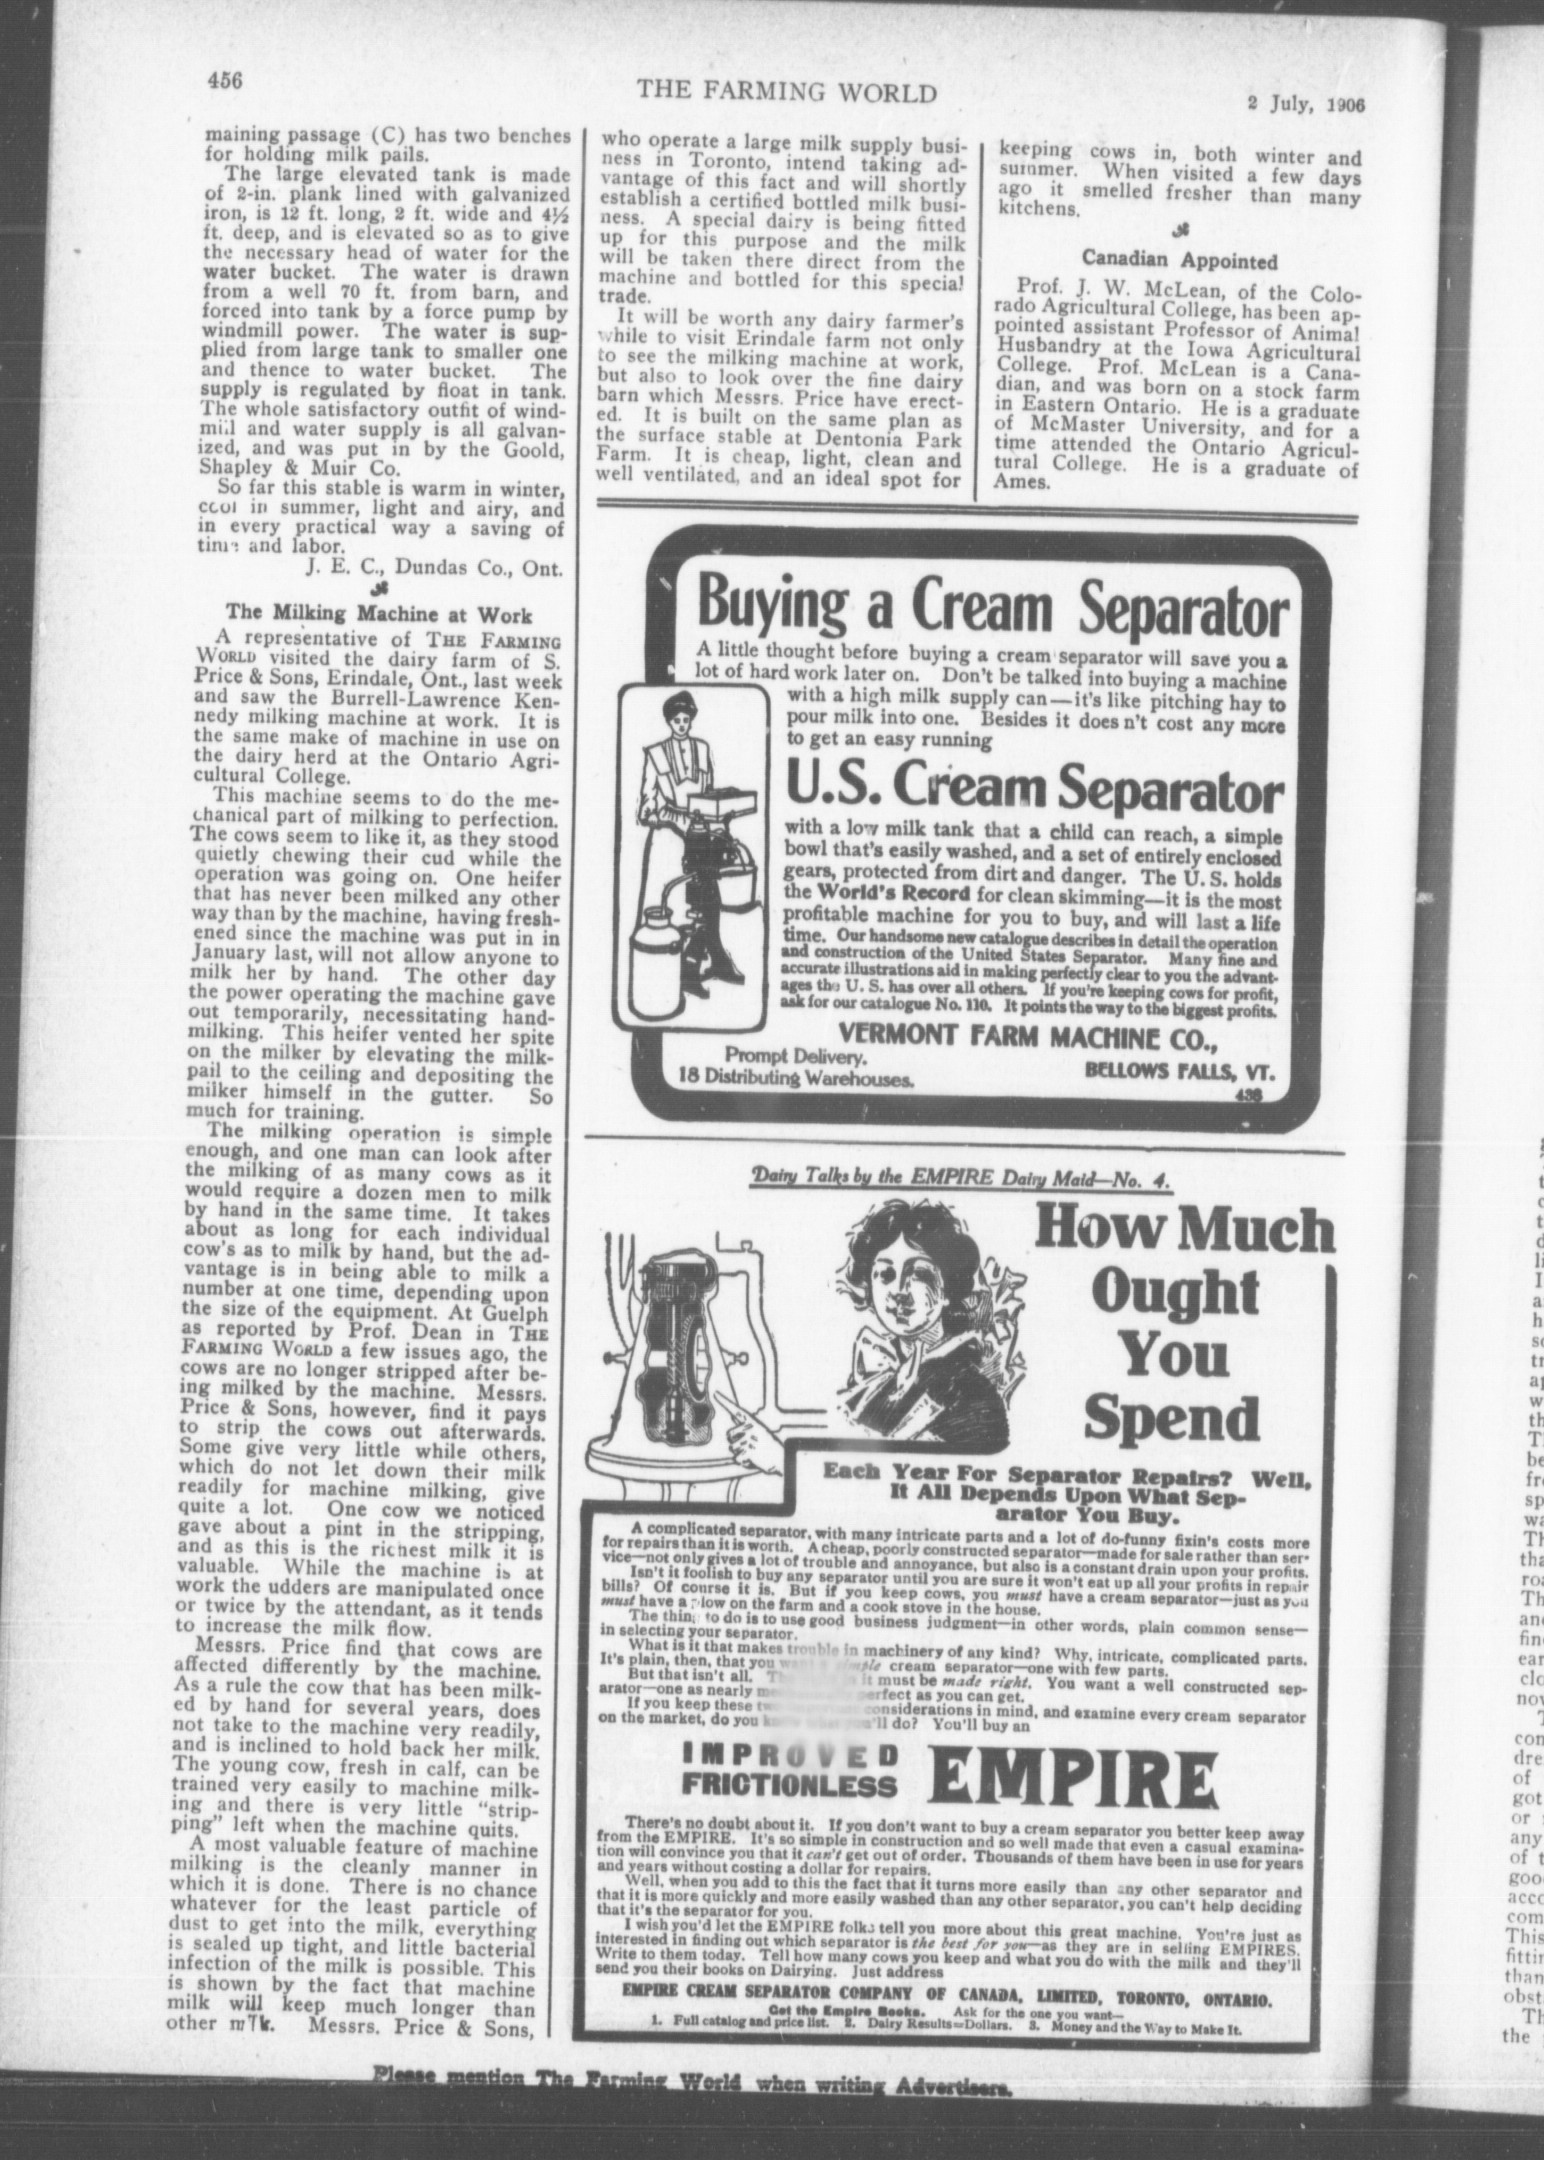 456
THE FARMING WORLD
2 July, 1906
maining passage (C) has two benches
for holding milk pails.
The large elevated tank is made
of 2-in. plank lined with galvanized
iron, is 12 ft. long, 2 ft. wide and 4½
ft. deep, and is elevated so as to give
the necessary head of water for the
water bucket. The water is drawn
from a well 70 ft. from barn, and
forced into tank by a force pump by
windmill power. The water is sup-
plied from large tank to smaller one
and thence to water bucket. The
supply is regulated by float in tank.
The whole satisfactory outfit of wind-
mill and water supply is all galvan-
ized, and was put in by the Goold,
Shapley & Muir Co.
So far this stable is warm in winter,
cool in summer, light and airy, and
in every practical way a saving of
time and labor.
J. E. C., Dundas Co., Ont.
The Milking Machine at Work
A representative of THE FARMING
WORLD visited the dairy farm of S.
Price & Sons, Erindale, Ont., last week
and saw the Burrell-Lawrence Ken-
nedy milking machine at work. It is
the same make of machine in use on
the dairy herd at the Ontario Agri-
cultural College.
This machine seems to do the me-
chanical part of milking to perfection.
The cows seem to like it, as they stood
quietly chewing their cud while the
operation was going on. One heifer
that has never been milked any other
way than by the machine, having fresh-
ened since the machine was put in in
January last, will not allow anyone to
milk her by hand. The other day
the power operating the machine gave
out temporarily, necessitating hand-
milking. This heifer vented her spite
on the milker by elevating the milk-
pail to the ceiling and depositing the
milker himself in the gutter. So
much for training.
The milking operation is simple
enough, and one man can look after
the milking of as many cows as it
would require a dozen men to milk
by hand in the same time. It takes
about as long for each individual
cow's as to milk by hand, but the ad-
vantage is in being able to milk a
number at one time, depending upon
the size of the equipment. At Guelph
as reported by Prof. Dean in THE
FARMING WORLD a few issues ago, the
cows are no longer stripped after be-
ing milked by the machine. Messrs.
Price & Sons, however, find it pays
to strip the cows out afterwards.
Some give very little while others,
which do not let down their milk
readily for machine milking, give
quite a lot. One cow we noticed
gave about a pint in the stripping,
and as this is the richest milk it is
valuable. While the machine is at
work the udders are manipulated once
or twice by the attendant, as it tends
to increase the milk flow.
Messrs. Price find that cows are
affected differently by the machine.
As a rule the cow that has been milk-
ed by hand for several years, does
not take to the machine very readily,
and is inclined to hold back her milk.
The young cow, fresh in calf, can be
trained very easily to machine milk-
ing and there is very little "strip-
ping" left when the machine quits.
A most valuable feature of machine
milking is the cleanly manner in
which it is done. There is no chance
whatever for the least particle of
dust to get into the milk, everything
is sealed up tight, and little bacterial
infection of the milk is possible. This
is shown by the fact that machine
milk will keep much longer than
other milk. Messrs. Price & Sons,
who operate a large milk supply busi-
ness in Toronto, intend taking ad-
vantage of this fact and will shortly
establish a certified bottled milk busi-
ness. A special dairy is being fitted
up for this purpose and the milk
will be taken there direct from the
machine and bottled for this special
trade.
It will be worth any dairy farmer's
while to visit Erindale farm not only
to see the milking machine at work,
but also to look over the fine dairy
barn which Messrs. Price have erect-
ed. It is built on the same plan as
the surface stable at Dentonia Park
Farm. It is cheap, light, clean and
well ventilated, and an ideal spot for
keeping cows in, both winter and
summer. When visited a few days
ago it smelled fresher than many
kitchens.
Canadian Appointed
Prof. J. W. McLean, of the Colo-
rado Agricultural College, has been ap-
pointed assistant Professor of Animal
Husbandry at the Iowa Agricultural
College. Prof. McLean is a Cana-
dian, and was born on a stock farm
in Eastern Ontario. He is a graduate
of McMaster University, and for a
time attended the Ontario Agricul-
tural College. He is a graduate of
Ames.
Buying a Cream Separator
A little thought before buying a cream separator will save you a
lot of hard work later on. Don't be talked into buying a machine
with a high milk supply can—it's like pitching hay to
pour milk into one. Besides it does n't cost any more
to get an easy running
U.S. Cream Separator
with a low milk tank that a child can reach, a simple
bowl that's easily washed, and a set of entirely enclosed
gears, protected from dirt and danger. The U. S. holds
the World's Record for clean skimming—it is the most
profitable machine for you to buy, and will last a life
time. Our handsome new catalogue describes in detail the operation
and construction of the United States Separator. Many fine and
accurate illustrations aid in making perfectly clear to you the advant-
ages the U. S. has over all others. If you're keeping cows for profit,
ask for our catalogue No. 110. It points the way to the biggest profits.
VERMONT FARM MACHINE CO.,
Prompt Delivery.
18 Distributing Warehouses.
BELLOWS FALLS, VT.
438
Dairy Talks by the EMPIRE Dairy Maid—No. 4.
How Much
Ought
You
Spend
Each Year For Separator Repairs? Well,
It All Depends Upon What Sep-
arator You Buy.
A complicated separator, with many intricate parts and a lot of do-funny fixin's costs more
for repairs than it is worth. A cheap, poorly constructed separator—made for sale rather than ser-
vice—not only gives a lot of trouble and annoyance, but also is a constant drain upon your profits.
Isn't it foolish to buy any separator until you are sure it won't eat up all your profits in repair
bills? Of course it is. But if you keep cows, you must have a cream separator—just as you
must have a plow on the farm and a cook stove in the house.
The thing to do is to use good business judgment—in other words, plain common sense—
in selecting your separator.
What is it that makes trouble in machinery of any kind? Why, intricate, complicated parts.
It's plain, then, that you want a simple cream separator—one with few parts.
But that isn't all. it must be made right. You want a well constructed sep-
arator—one as nearly perfect as you can get.
If you keep these considerations in mind, and examine every cream separator
on the market, do you know what you'll do? You'll buy an
IMPROVED
FRICTIONLESS
EMPIRE
There's no doubt about it. If you don't want to buy a cream separator you better keep away
from the EMPIRE. It's so simple in construction and so well made that even a casual examina-
tion will convince you that it can't get out of order. Thousands of them have been in use for years
and years without costing a dollar for repairs.
Well, when you add to this the fact that it turns more easily than any other separator and
that it is more quickly and more easily washed than any other separator, you can't help deciding
that it's the separator for you.
I wish you'd let the EMPIRE folks tell you more about this great machine. You're just as
interested in finding out which separator is the best for you—as they are in selling EMPIRES.
Write to them today. Tell how many cows you keep and what you do with the milk and they'll
send you their books on Dairying. Just address
EMPIRE CREAM SEPARATOR COMPANY OF CANADA, LIMITED, TORONTO, ONTARIO.
Get the Empire Books. Ask for the one you want—
1. Full catalog and price list. 2. Dairy Results=Dollars. 3. Money and the Way to Make It.
Please mention The Farming World when writing Advertisers.